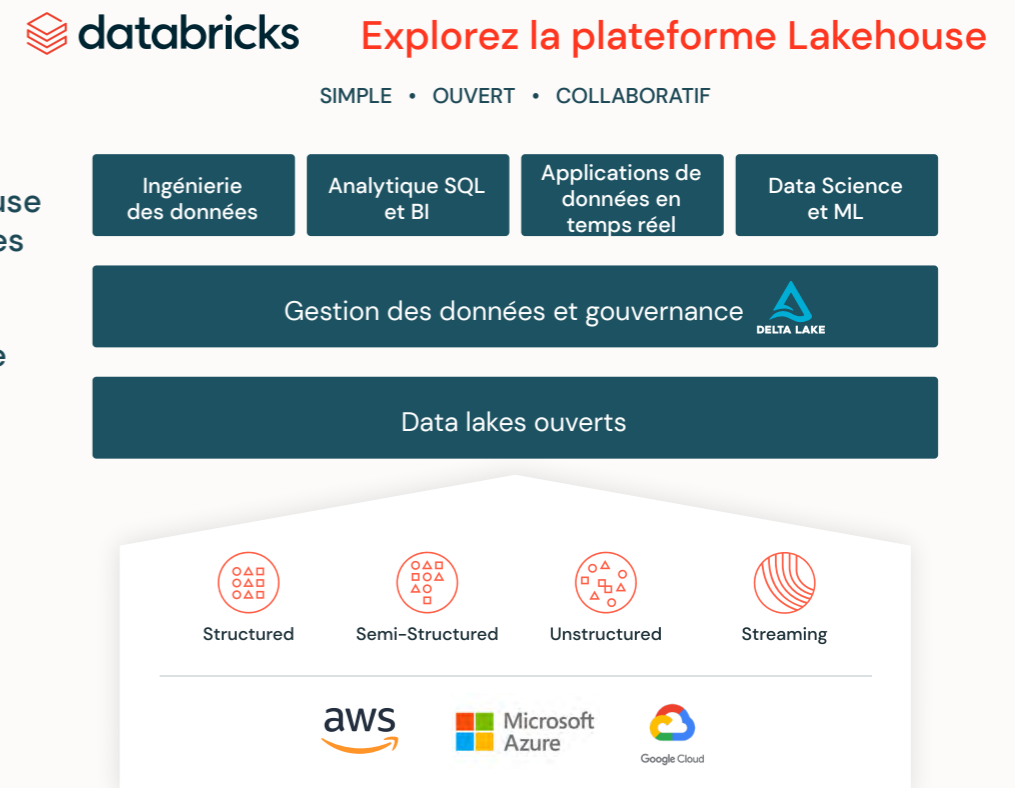 databricks
Explorez la plateforme Lakehouse
SIMPLE • OUVERT • COLLABORATIF
Ingénierie
des données
Analytique SQL
et BI
Applications de
données en
temps réel
Data Science
et ML
Gestion des données et gouvernance
DELTA LAKE
Data lakes ouverts
Structured
Semi-Structured
Unstructured
Streaming
aws
Microsoft
Azure
Google Cloud